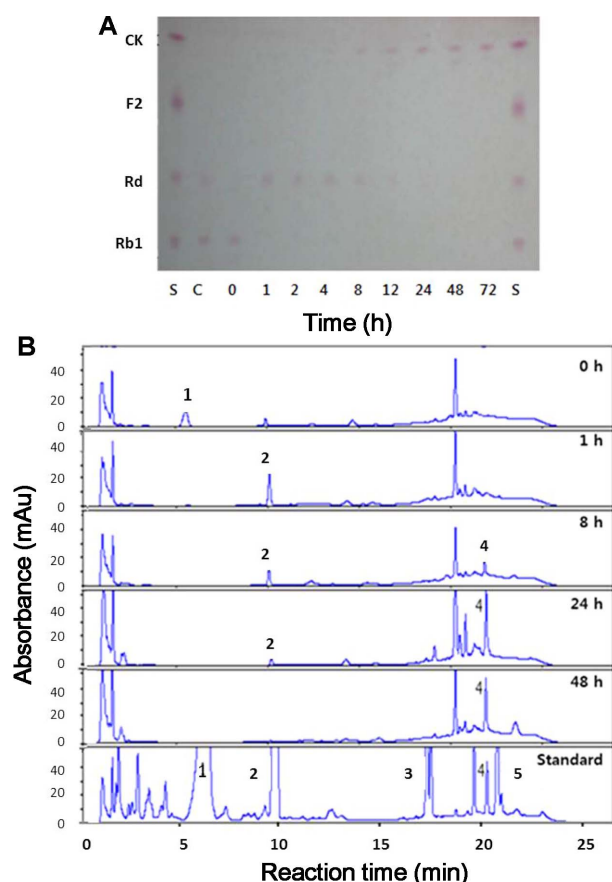 A
CK
F2
Rd
Rb1
S C 0 1 2 4 8 12 24 48 72 S
Time (h)
B
Absorbance (mAu)
40
20
0
1
0 h
40
20
0
2
1 h
40
20
0
2
4
8 h
40
20
0
2
4
24 h
40
20
0
4
48 h
40
20
0
1
2
3
4
5
Standard
0 5 10 15 20 25
Reaction time (min)